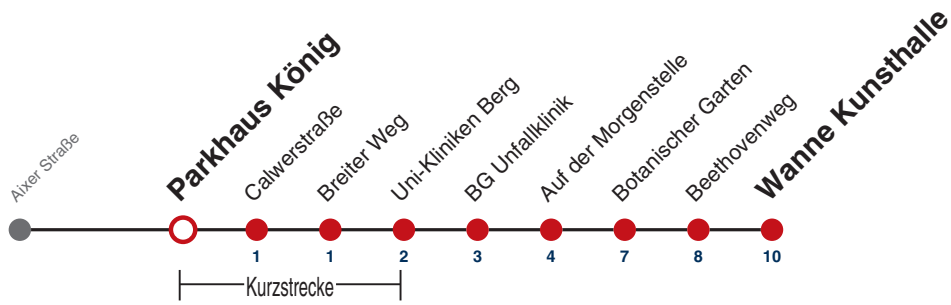 Aixer Straße
Parkhaus König
Calwerstraße
Breiter Weg
Uni-Kliniken Berg
BG Unfallklinik
Auf der Morgenstelle
Botanischer Garten
Beethovenweg
Wanne Kunsthalle
1 1 2 3 4 7 8 10
Kurzstrecke